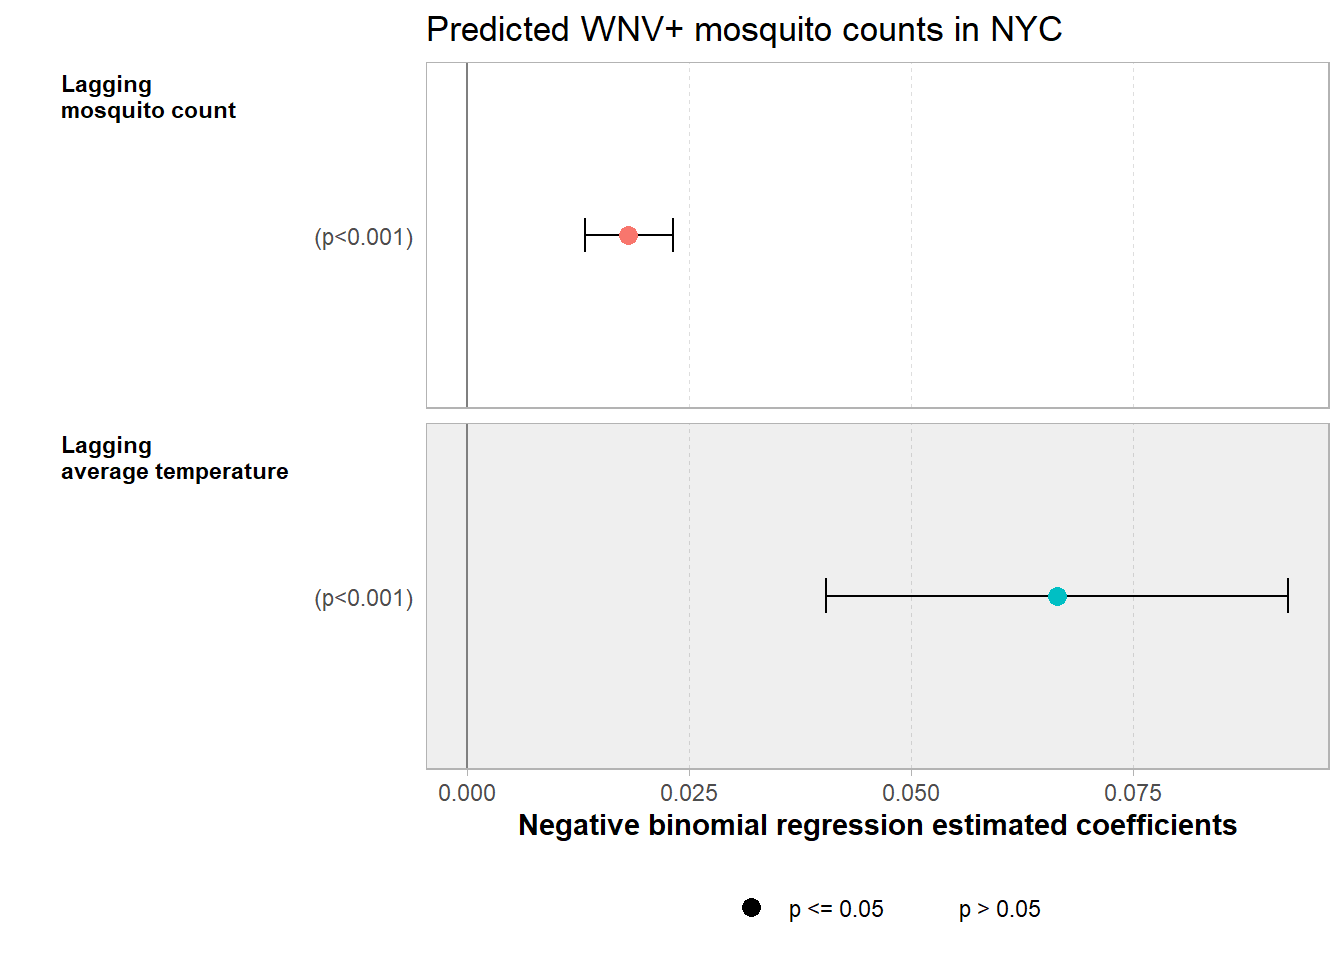 Predicted WNV+ mosquito counts in NYC
Lagging
mosquito count
(p<0.001)
Lagging
average temperature
(p<0.001)
0.000 0.025 0.050 0.075
Negative binomial regression estimated coefficients
p <= 0.05 p > 0.05